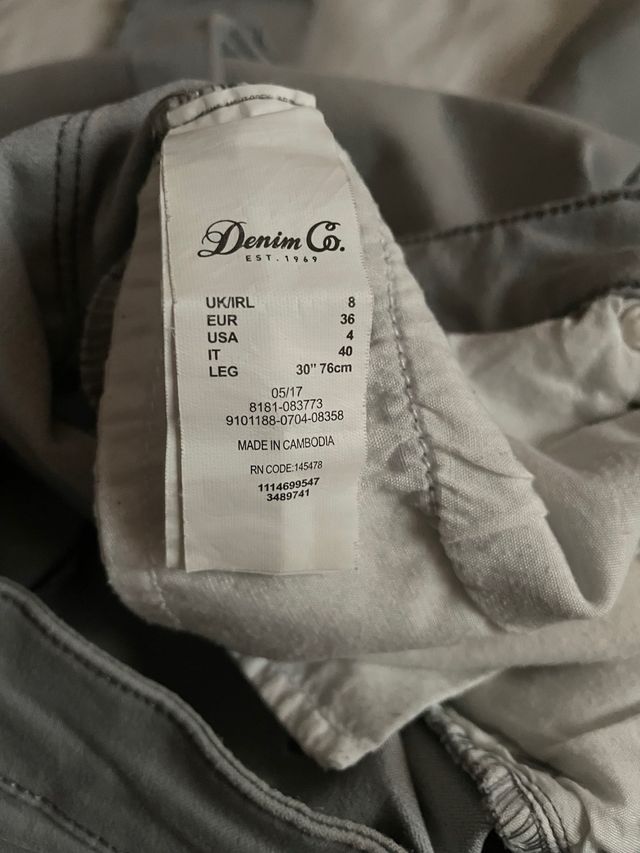 Denim Co.
EST. 1969
UK/IRL 8
EUR 36
USA 4
IT 40
LEG 30" 76cm
05/17
8181-083773
9101188-0704-08358
MADE IN CAMBODIA
RN CODE:145478
1114699547
3489741